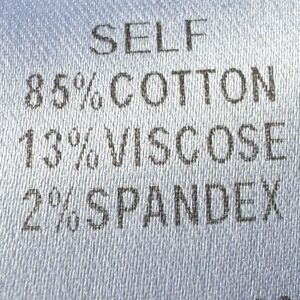 SELF
85%COTTON
13%VISCOSE
2%SPANDEX